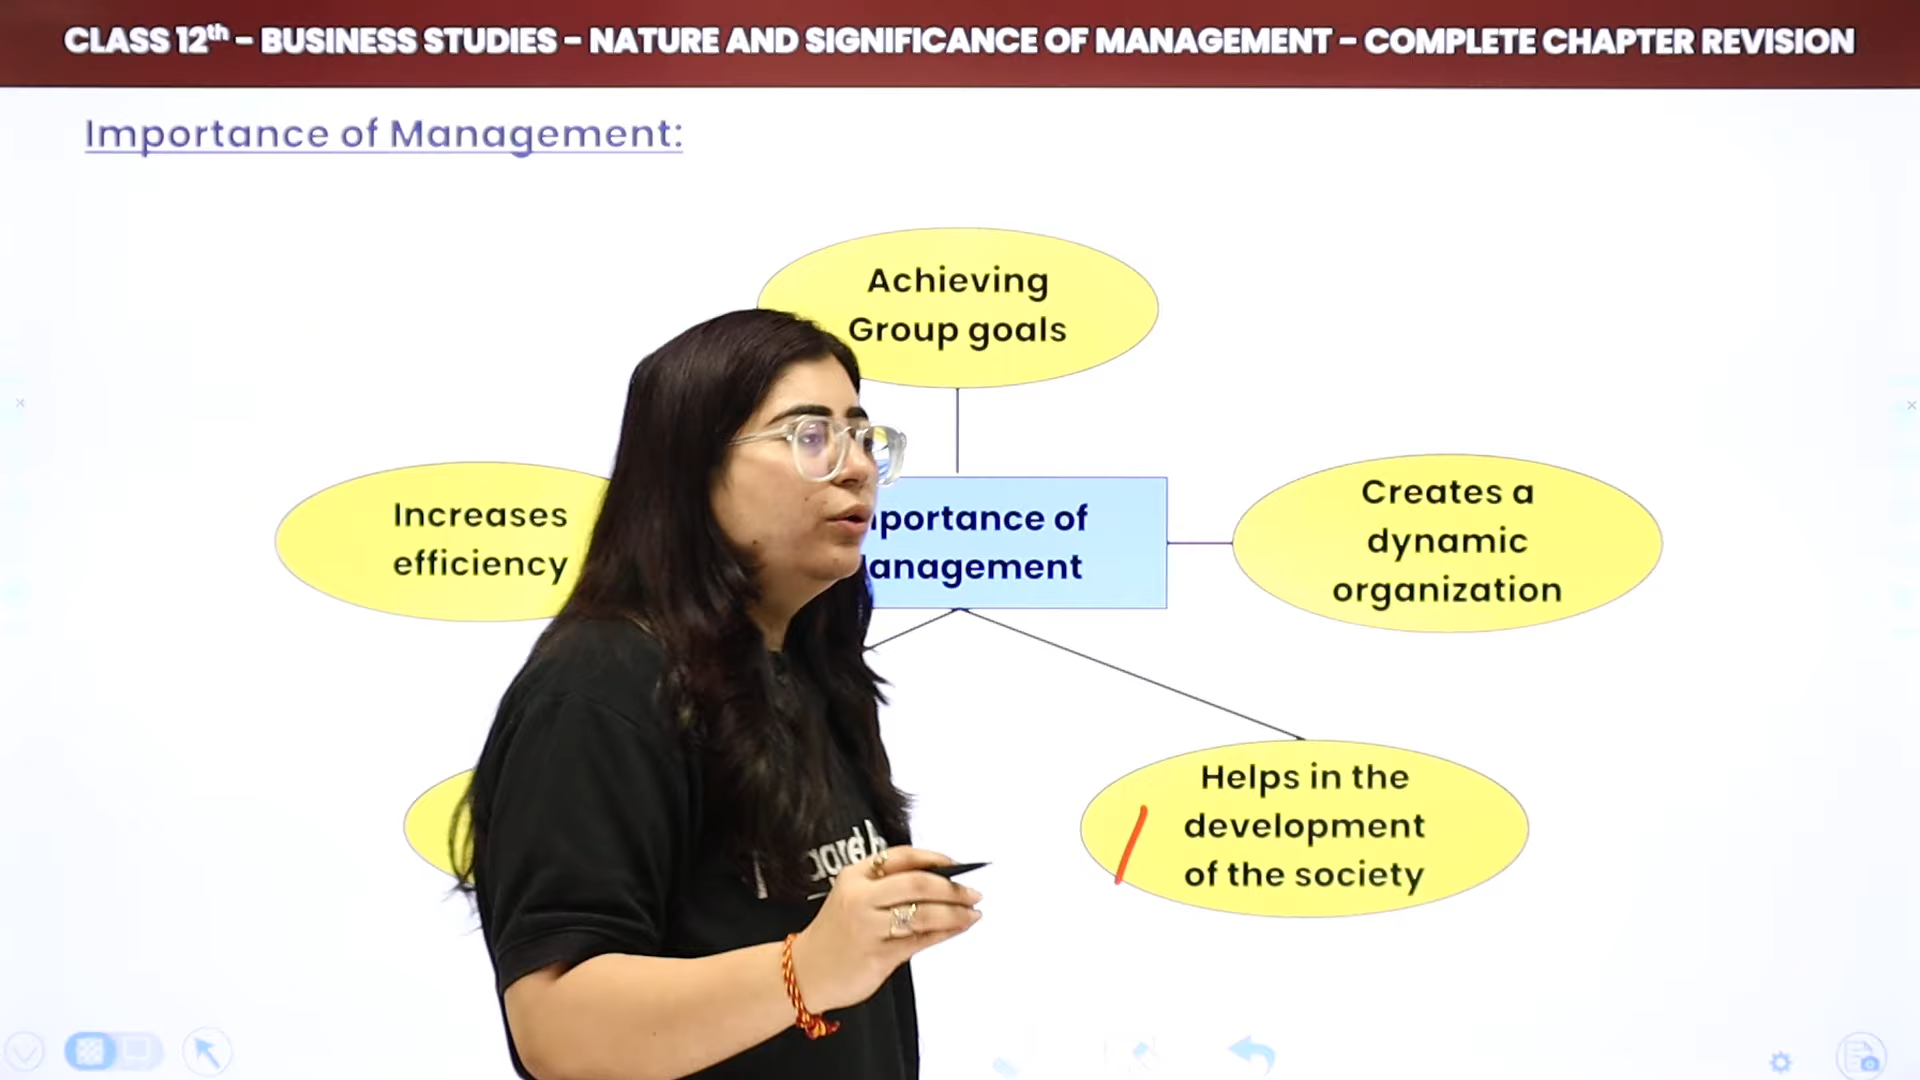 CLASS 12th - BUSINESS STUDIES - NATURE AND SIGNIFICANCE OF MANAGEMENT - COMPLETE CHAPTER REVISION
Importance of Management:
Achieving
Group goals
Increases
efficiency
portance of
anagement
Creates a
dynamic
organization
Helps in the
development
of the society